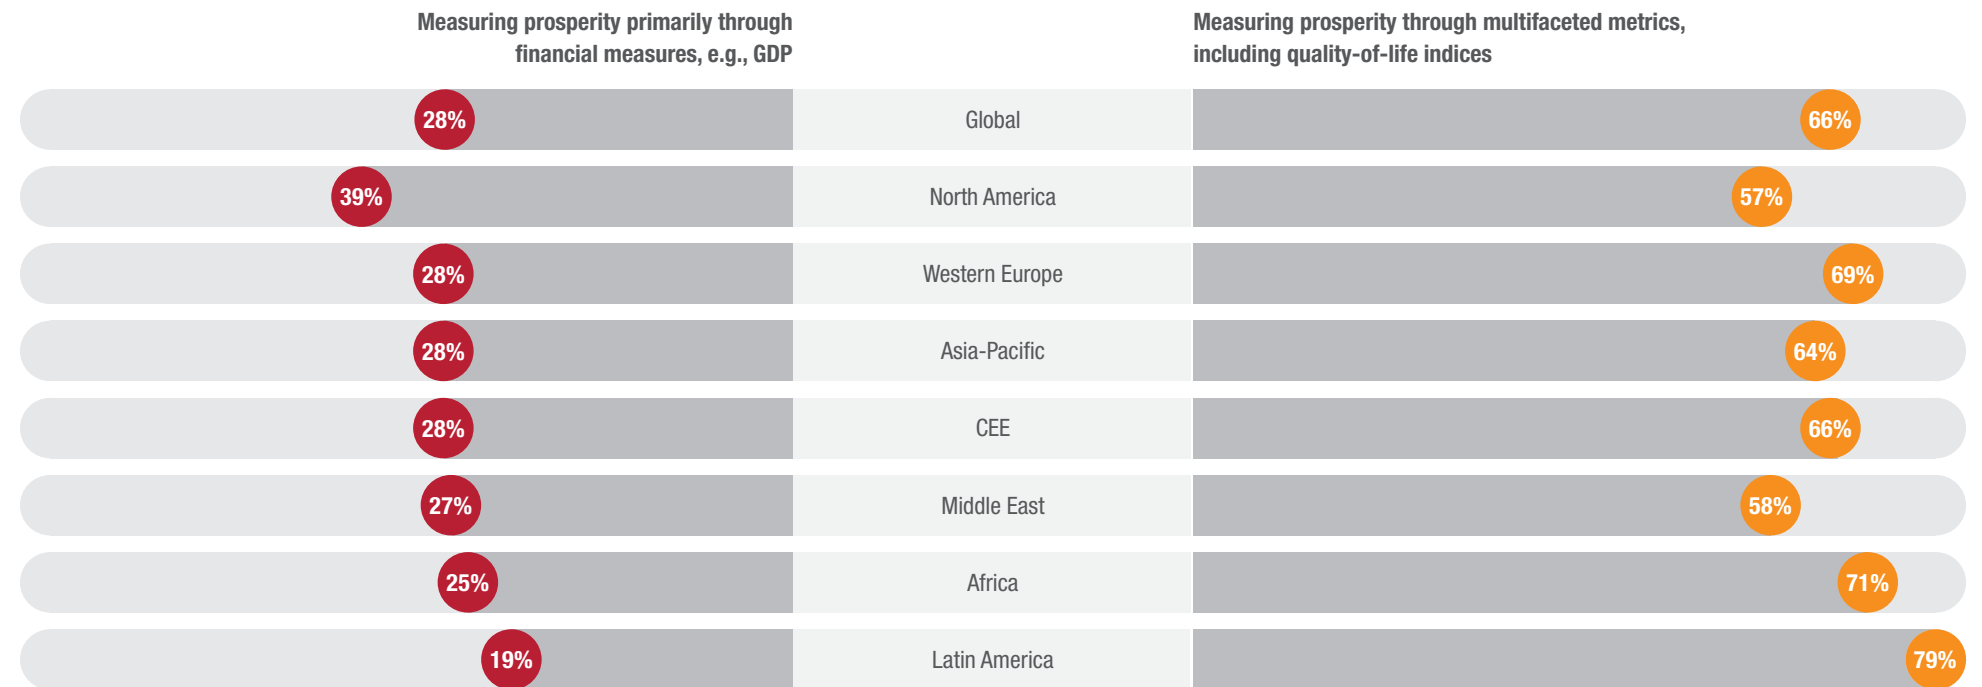 Measuring prosperity primarily through
financial measures, e.g., GDP
Measuring prosperity through multifaceted metrics,
including quality-of-life indices
28% Global 66%
39% North America 57%
28% Western Europe 69%
28% Asia-Pacific 64%
28% CEE 66%
27% Middle East 58%
25% Africa 71%
19% Latin America 79%